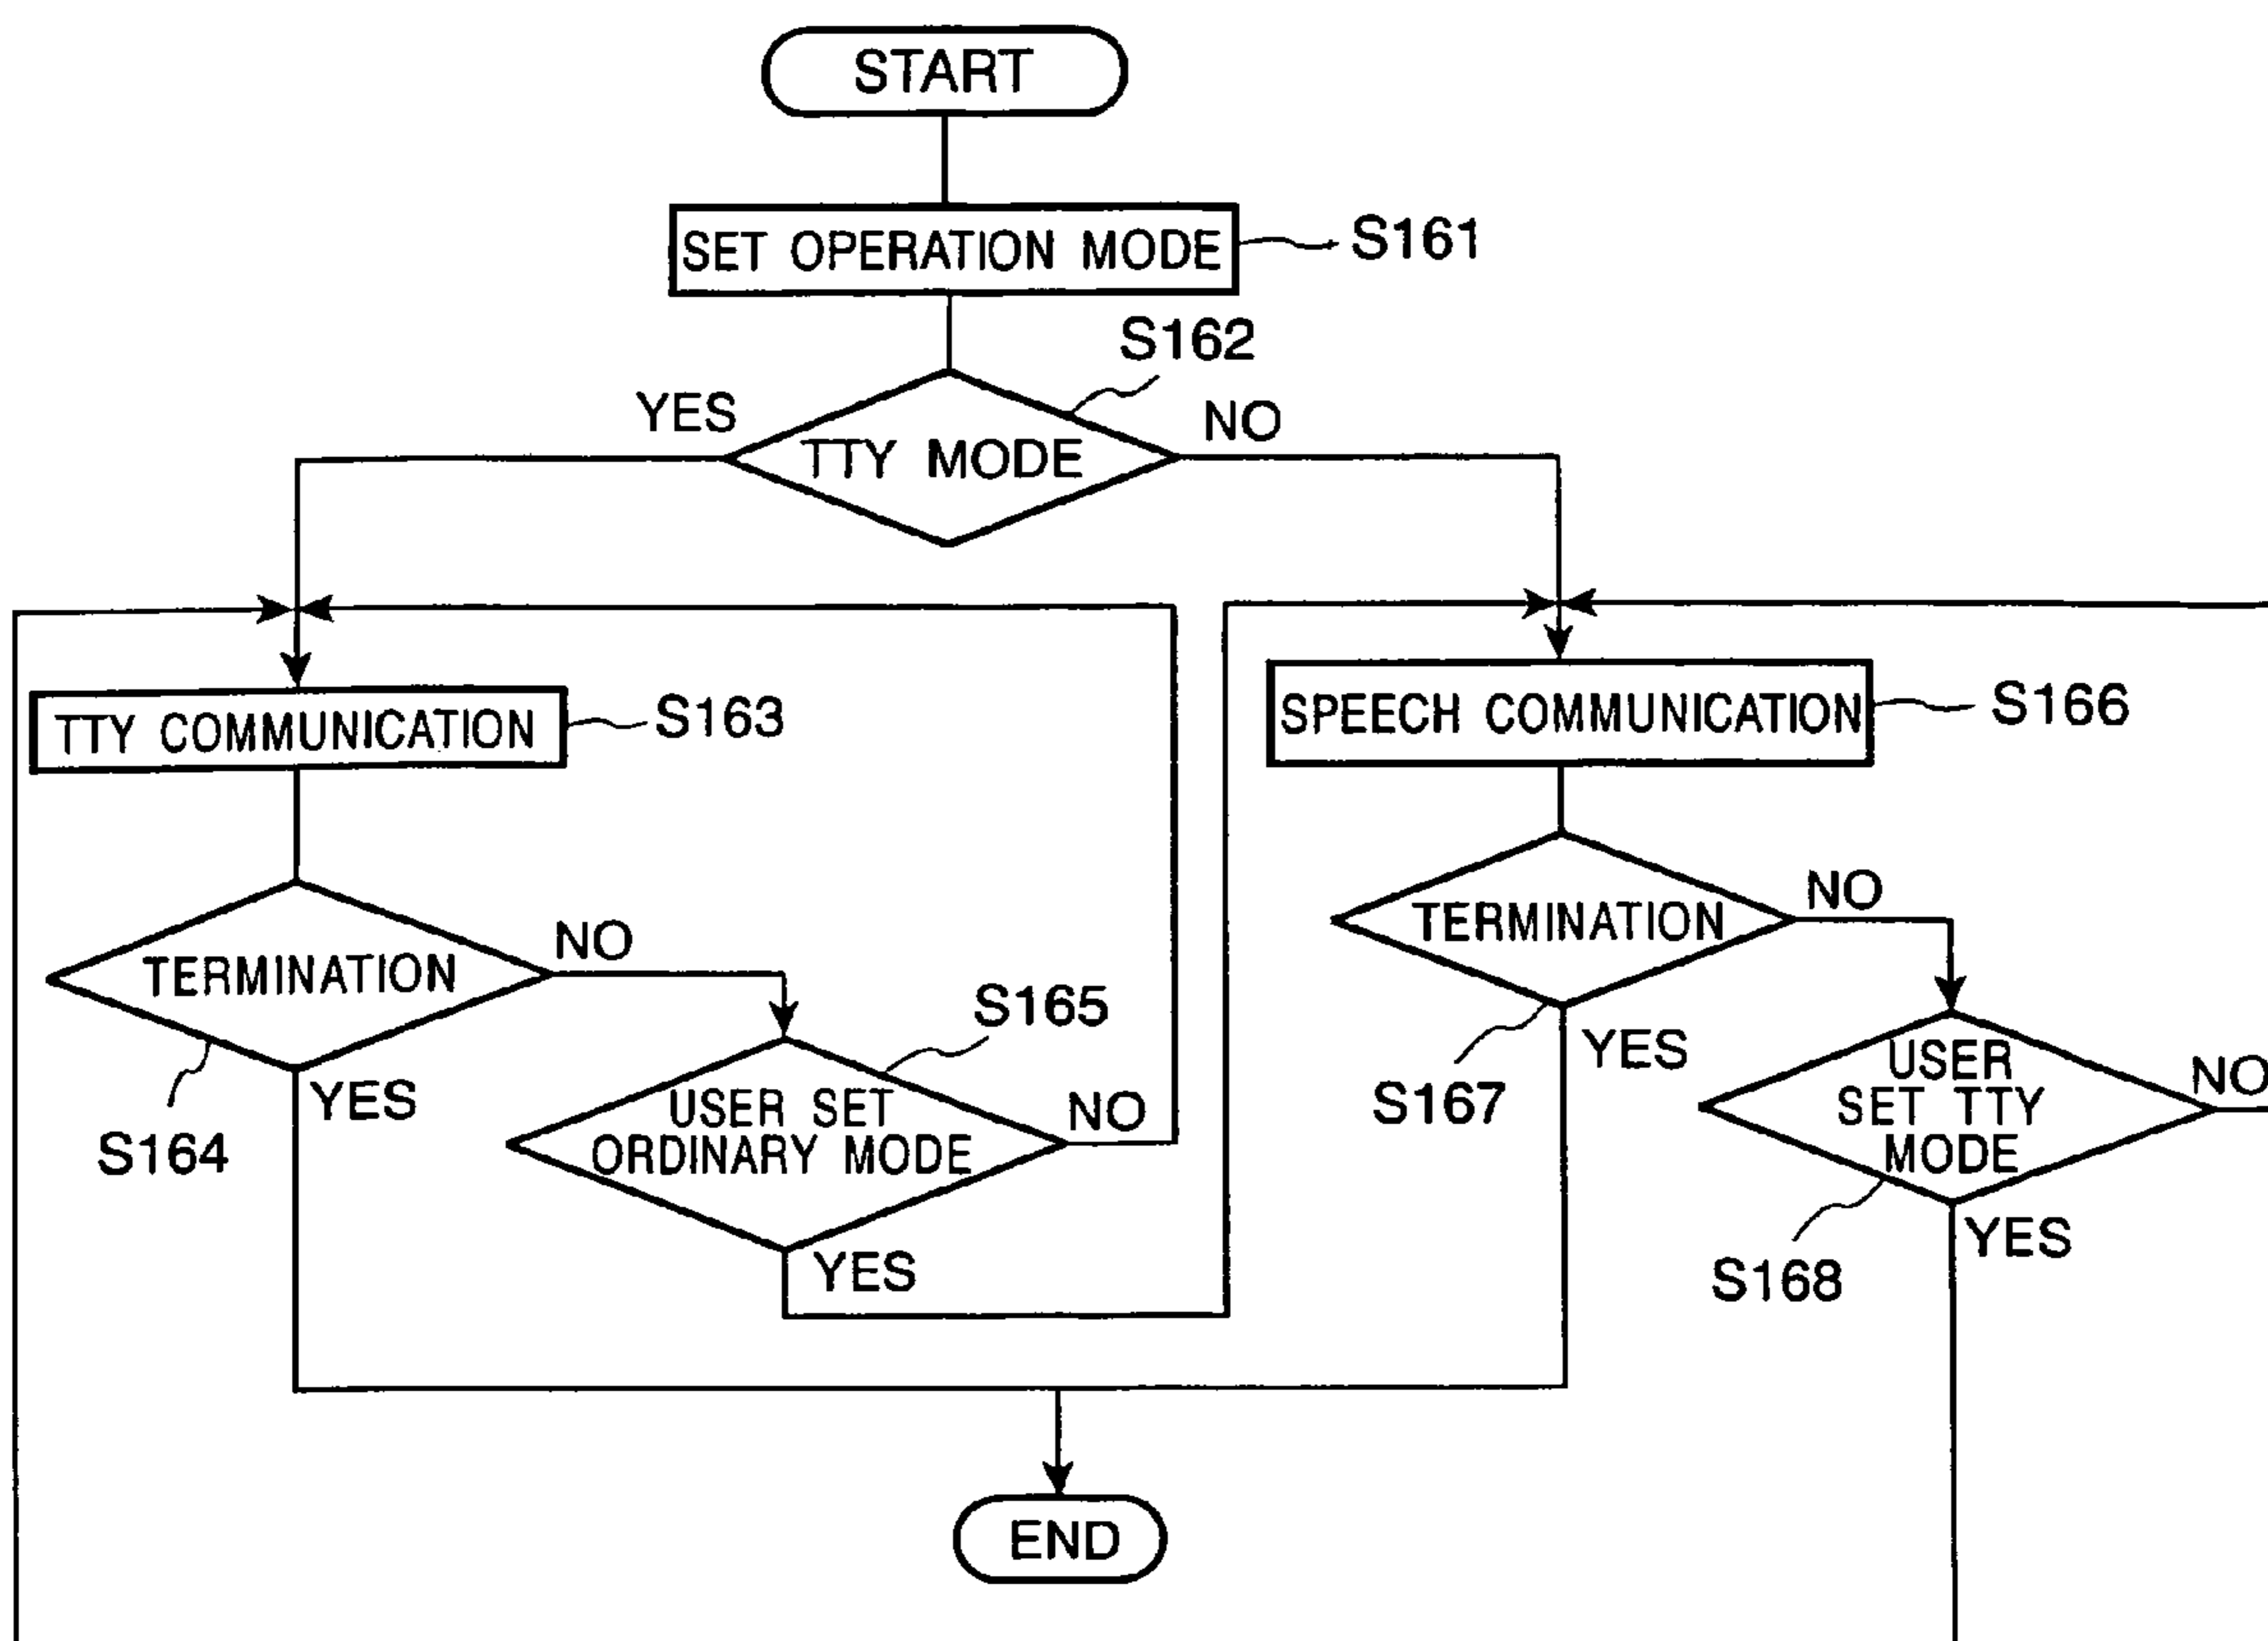 START
SET OPERATION MODE
S161
S162
YES
NO
TTY MODE
TTY COMMUNICATION
S163
SPEECH COMMUNICATION
S166
TERMINATION
NO
YES
S164
S165
USER SET
ORDINARY MODE
NO
YES
TERMINATION
NO
YES
S167
USER
SET TTY
MODE
NO
YES
S168
END